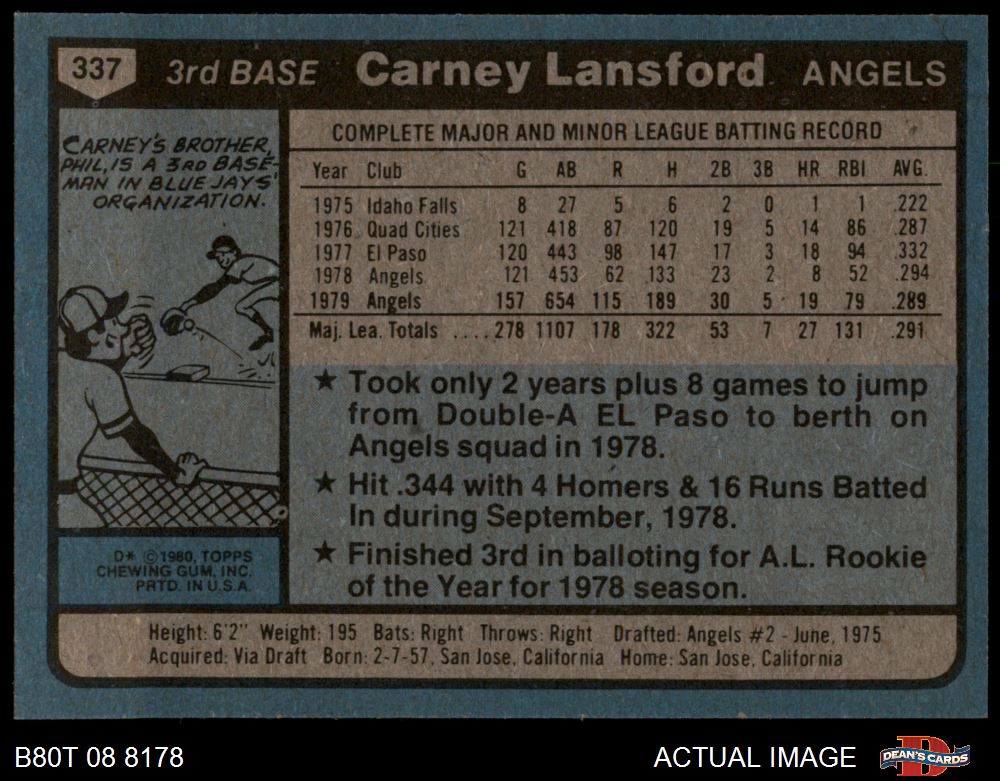 337 3rd BASE Carney Lansford ANGELS
CARNEY'S BROTHER,
PHIL, IS A 3RD BASE-
MAN IN BLUE JAYS'
ORGANIZATION.
D* © 1980, TOPPS
CHEWING GUM, INC.
PRTD. IN U.S.A.
COMPLETE MAJOR AND MINOR LEAGUE BATTING RECORD
Year Club G AB R H 2B 3B HR RBI AVG.
1975 Idaho Falls 8 27 5 6 2 0 1 1 .222
1976 Quad Cities 121 418 87 120 19 5 14 86 .287
1977 El Paso 120 443 98 147 17 3 18 94 .332
1978 Angels 121 453 62 133 23 2 8 52 .294
1979 Angels 157 654 115 189 30 5 19 79 .289
Maj. Lea. Totals .... 278 1107 178 322 53 7 27 131 .291
★ Took only 2 years plus 8 games to jump
from Double-A EL Paso to berth on
Angels squad in 1978.
★ Hit .344 with 4 Homers & 16 Runs Batted
In during September, 1978.
★ Finished 3rd in balloting for A.L. Rookie
of the Year for 1978 season.
Height: 6'2" Weight: 195 Bats: Right Throws: Right Drafted: Angels #2 - June, 1975
Acquired: Via Draft Born: 2-7-57, San Jose, California Home: San Jose, California
B80T 08 8178 ACTUAL IMAGE DEAN'S CARDS